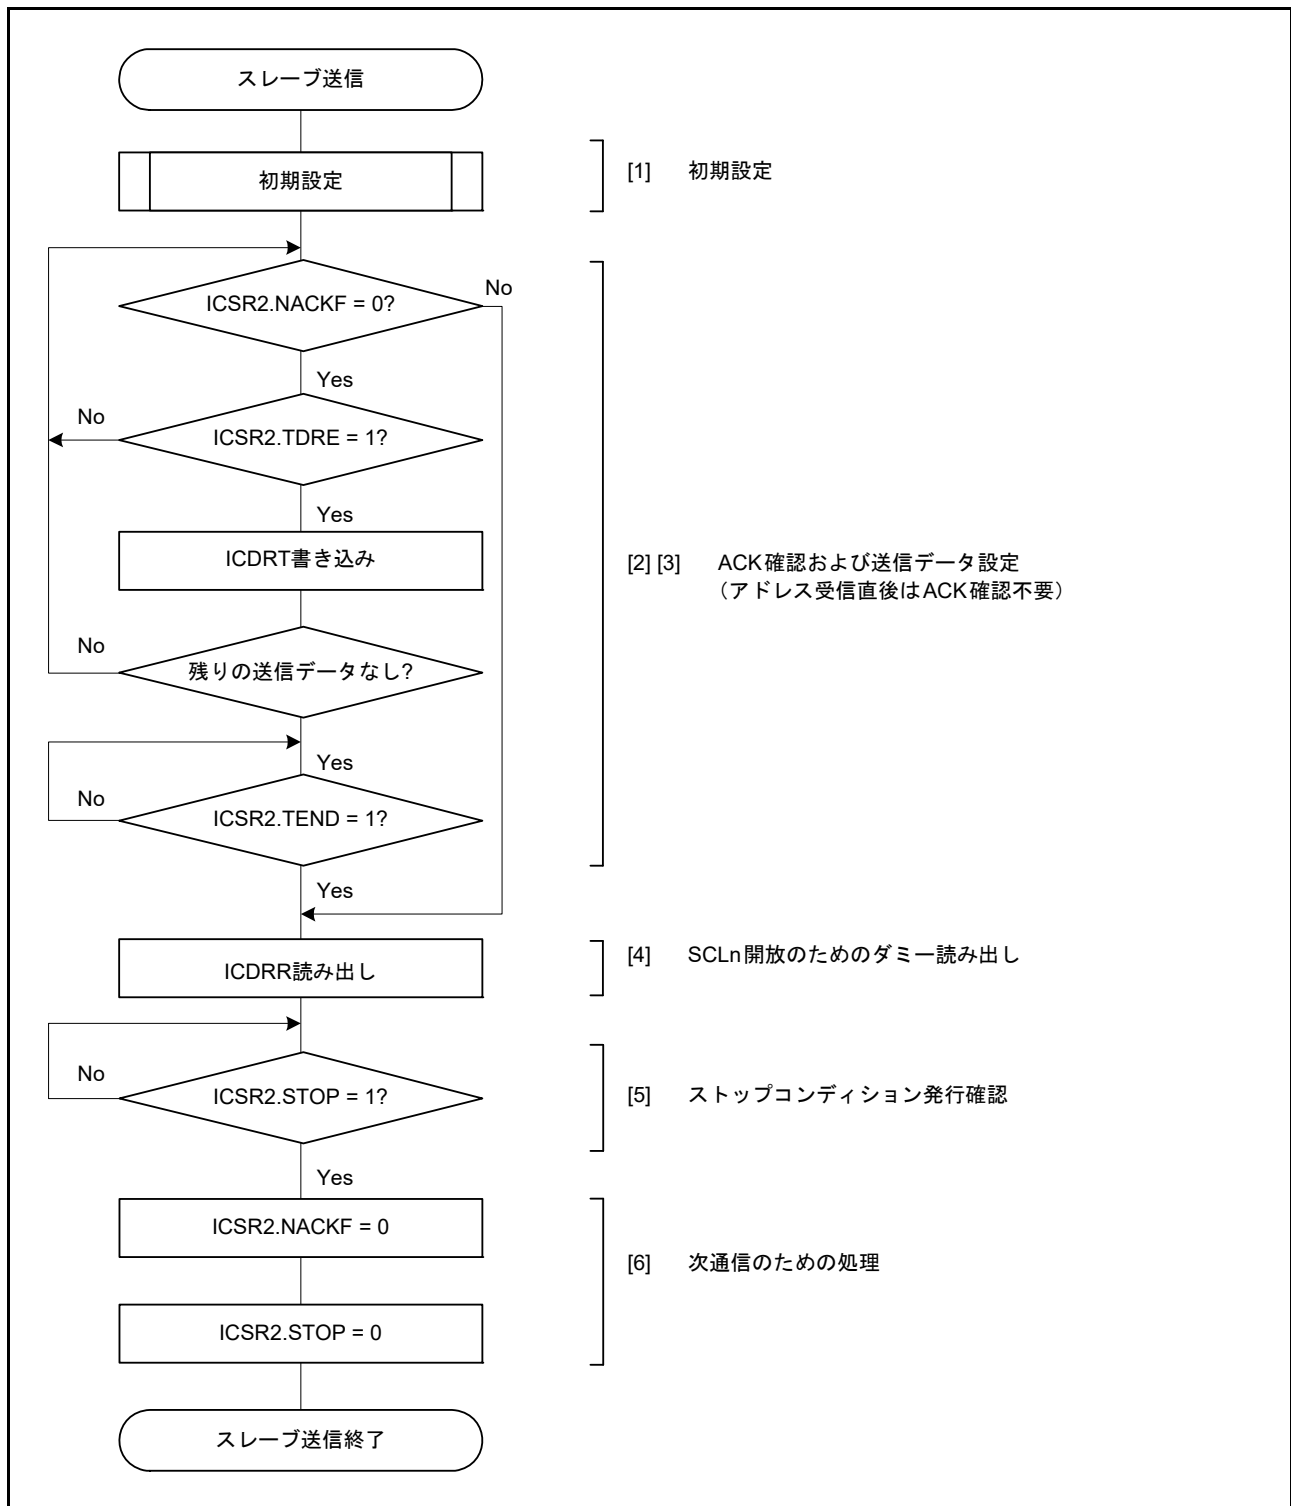 スレーブ送信
初期設定
[1] 初期設定
ICSR2.NACKF = 0?
No
Yes
ICSR2.TDRE = 1?
No
Yes
ICDRT書き込み
[2] [3] ACK確認および送信データ設定
（アドレス受信直後はACK確認不要）
残りの送信データなし?
No
Yes
ICSR2.TEND = 1?
No
Yes
ICDRR読み出し
[4] SCLn開放のためのダミー読み出し
ICSR2.STOP = 1?
No
[5] ストップコンディション発行確認
Yes
ICSR2.NACKF = 0
[6] 次通信のための処理
ICSR2.STOP = 0
スレーブ送信終了